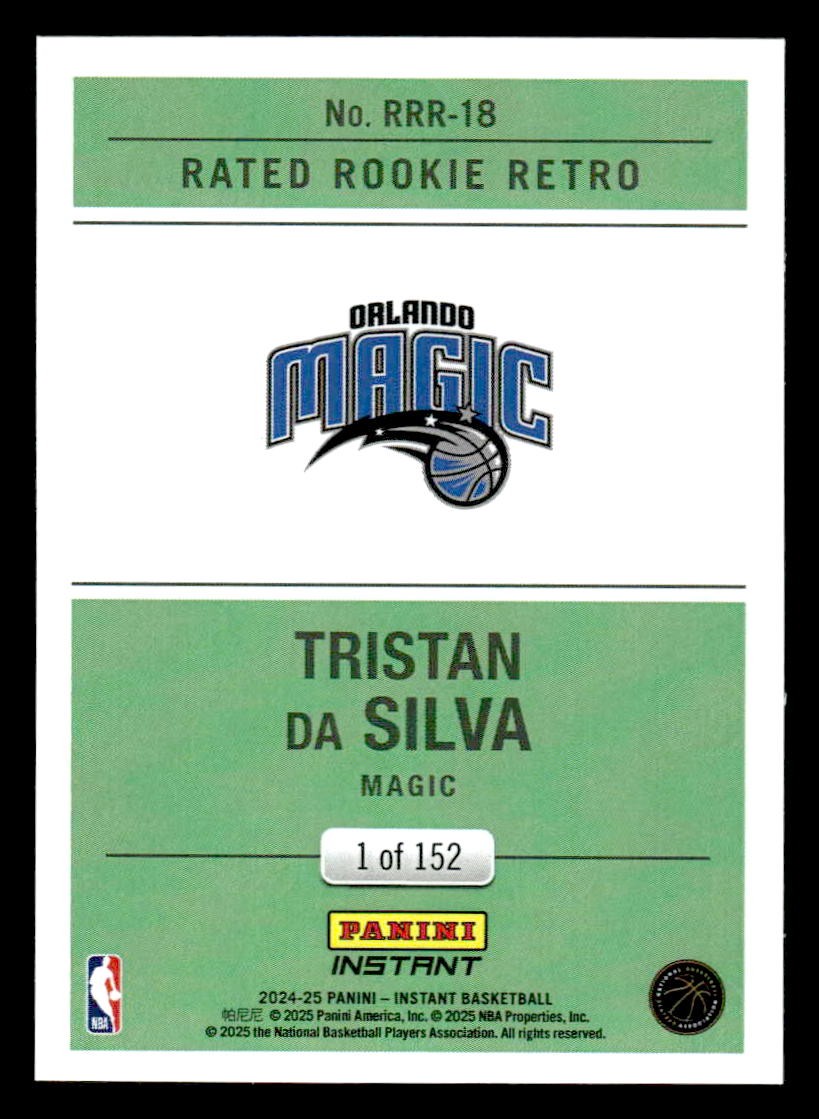 No. RRR-18
RATED ROOKIE RETRO
ORLANDO
MAGIC
TRISTAN
DA SILVA
MAGIC
1 of 152
PANINI
INSTANT
NBA
2024-25 PANINI – INSTANT BASKETBALL
帕尼尼 © 2025 Panini America, Inc. © 2025 NBA Properties, Inc.
© 2025 the National Basketball Players Association. All rights reserved.